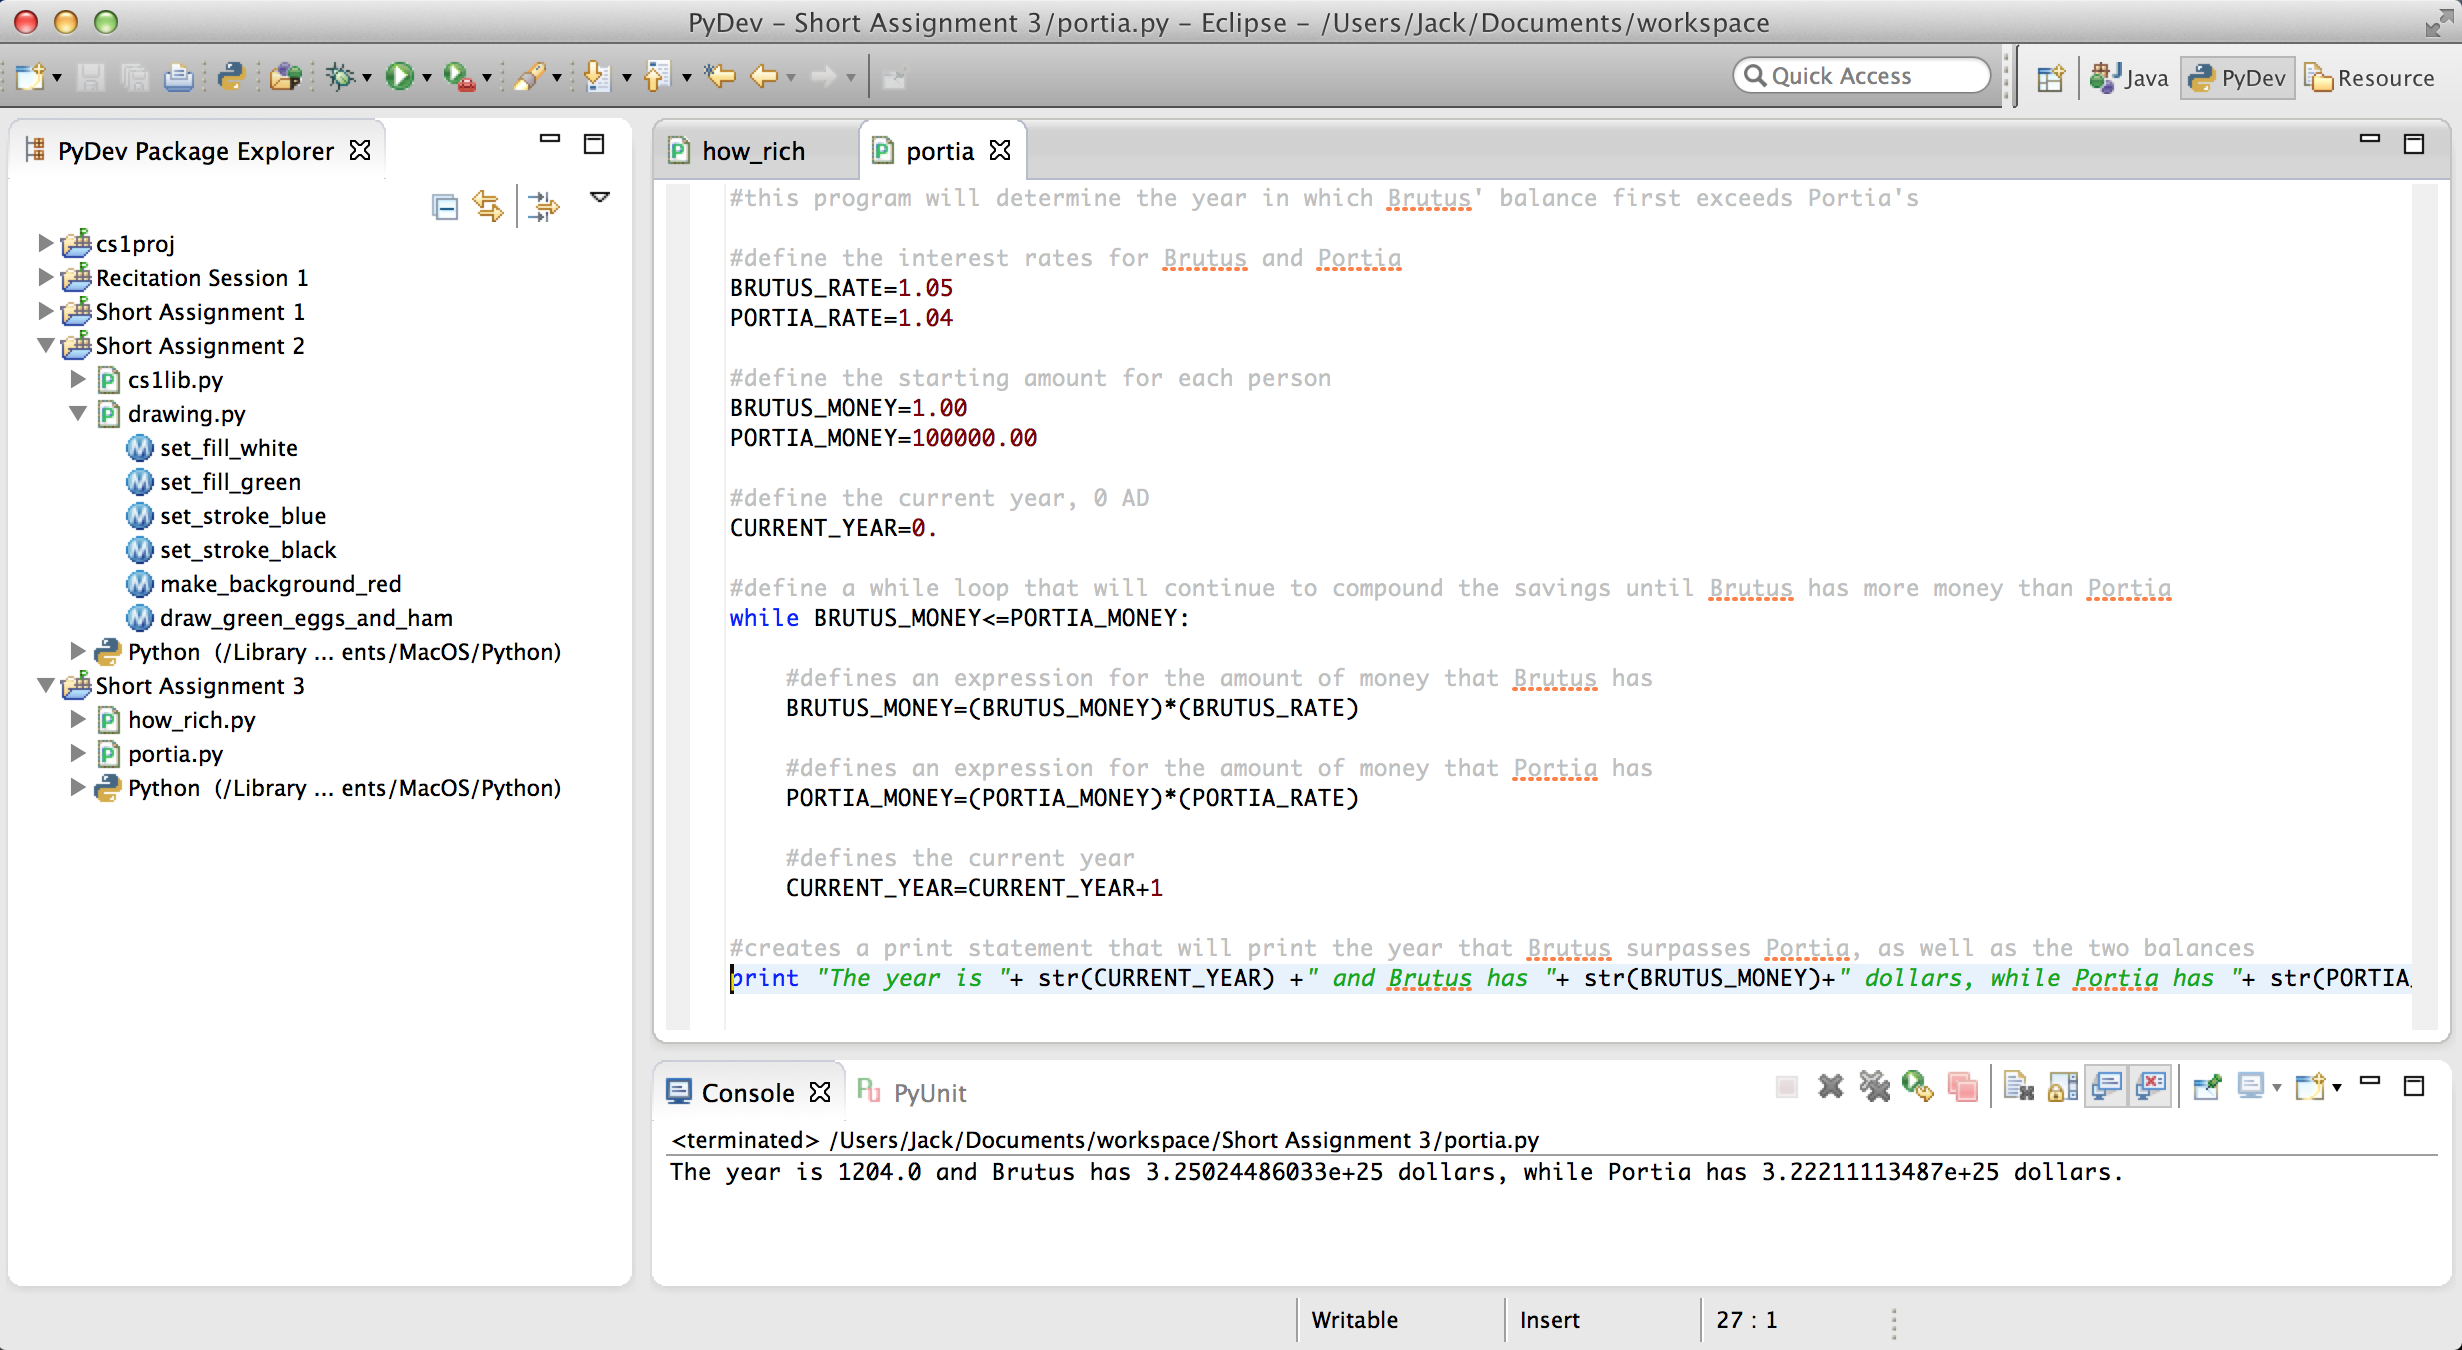 PyDev – Short Assignment 3/portia.py – Eclipse – /Users/Jack/Documents/workspace
Quick Access
Java
PyDev
Resource
PyDev Package Explorer
cs1proj
Recitation Session 1
Short Assignment 1
Short Assignment 2
cs1lib.py
drawing.py
set_fill_white
set_fill_green
set_stroke_blue
set_stroke_black
make_background_red
draw_green_eggs_and_ham
Python (/Library ... ents/MacOS/Python)
Short Assignment 3
how_rich.py
portia.py
Python (/Library ... ents/MacOS/Python)
how_rich
portia
#this program will determine the year in which Brutus' balance first exceeds Portia's
#define the interest rates for Brutus and Portia
BRUTUS_RATE=1.05
PORTIA_RATE=1.04
#define the starting amount for each person
BRUTUS_MONEY=1.00
PORTIA_MONEY=100000.00
#define the current year, 0 AD
CURRENT_YEAR=0.
#define a while loop that will continue to compound the savings until Brutus has more money than Portia
while BRUTUS_MONEY<=PORTIA_MONEY:
#defines an expression for the amount of money that Brutus has
BRUTUS_MONEY=(BRUTUS_MONEY)*(BRUTUS_RATE)
#defines an expression for the amount of money that Portia has
PORTIA_MONEY=(PORTIA_MONEY)*(PORTIA_RATE)
#defines the current year
CURRENT_YEAR=CURRENT_YEAR+1
#creates a print statement that will print the year that Brutus surpasses Portia, as well as the two balances
print "The year is "+ str(CURRENT_YEAR) +" and Brutus has "+ str(BRUTUS_MONEY)+" dollars, while Portia has "+ str(PORTIA_
Console
PyUnit
<terminated> /Users/Jack/Documents/workspace/Short Assignment 3/portia.py
The year is 1204.0 and Brutus has 3.25024486033e+25 dollars, while Portia has 3.22211113487e+25 dollars.
Writable
Insert
27 : 1